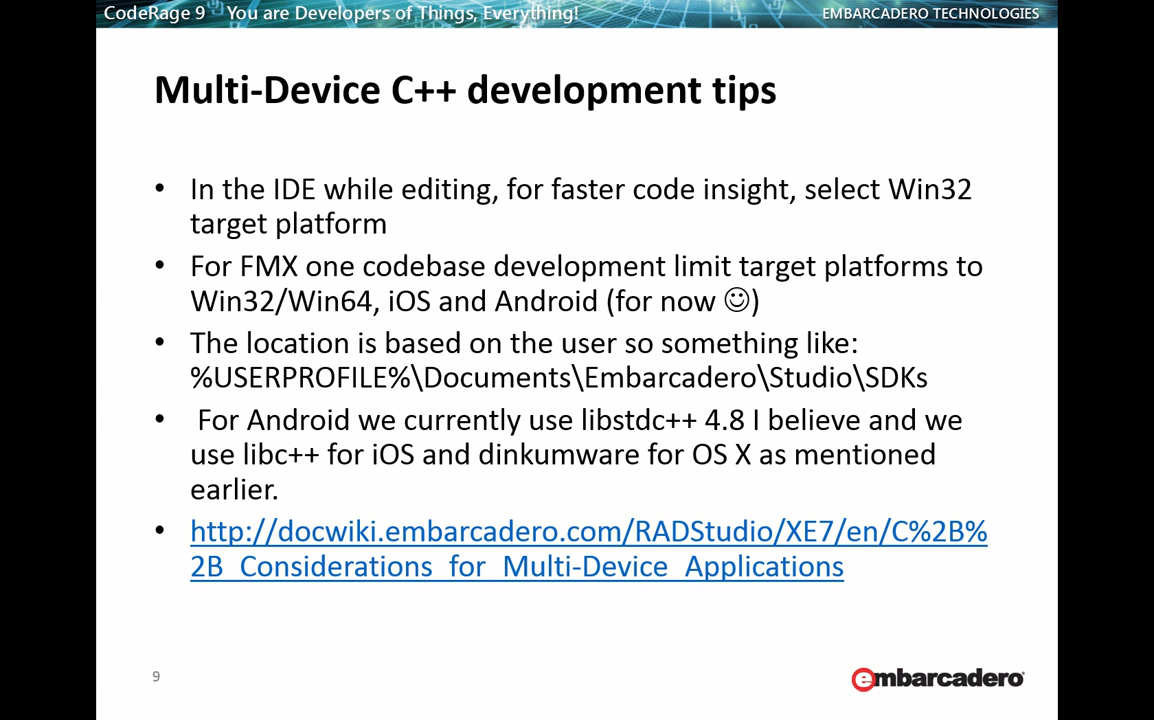 CodeRage 9 You are Developers of Things, Everything!
EMBARCADERO TECHNOLOGIES
Multi-Device C++ development tips
• In the IDE while editing, for faster code insight, select Win32
target platform
• For FMX one codebase development limit target platforms to
Win32/Win64, iOS and Android (for now ☺)
• The location is based on the user so something like:
%USERPROFILE%\Documents\Embarcadero\Studio\SDKs
• For Android we currently use libstdc++ 4.8 I believe and we
use libc++ for iOS and dinkumware for OS X as mentioned
earlier.
• http://docwiki.embarcadero.com/RADStudio/XE7/en/C%2B%
2B_Considerations_for_Multi-Device_Applications
9
embarcadero